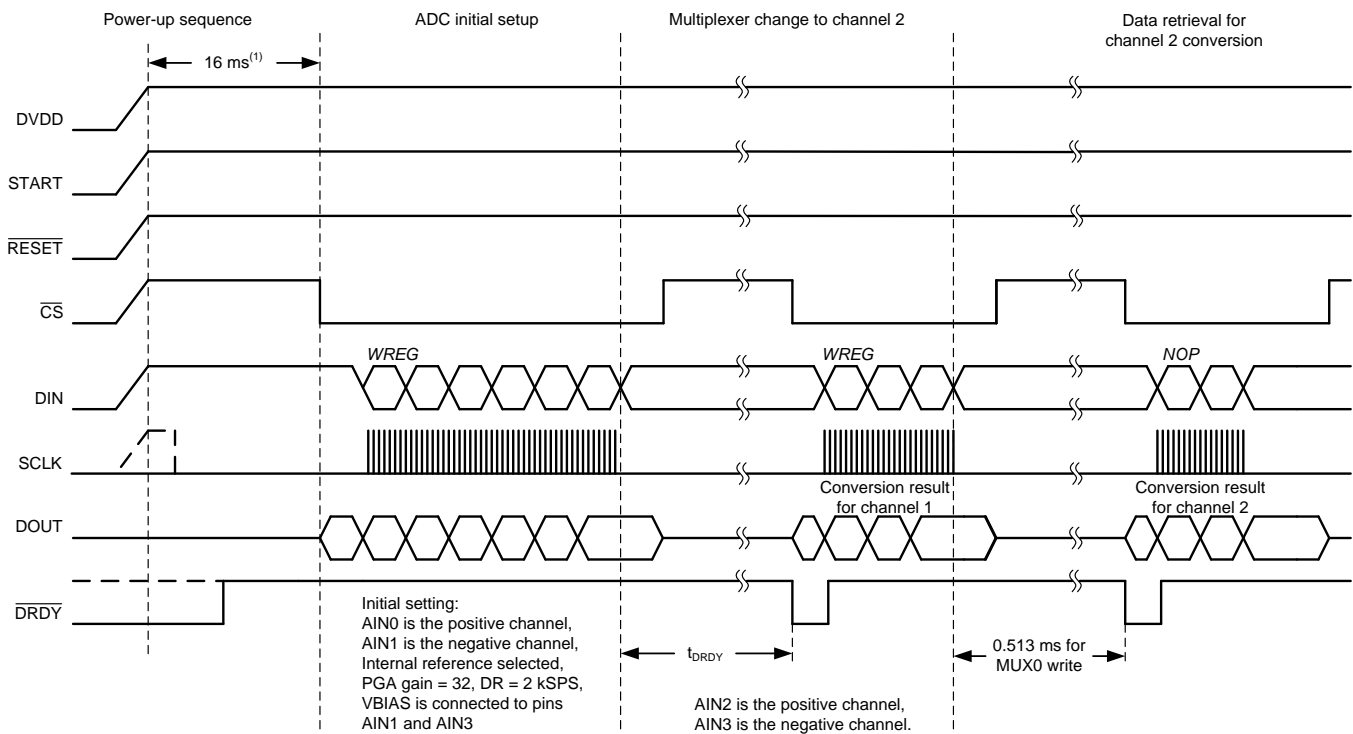 Power-up sequence
ADC initial setup
Multiplexer change to channel 2
Data retrieval for
channel 2 conversion
16 ms(1)
DVDD
START
RESET
CS
WREG
WREG
NOP
DIN
SCLK
Conversion result
for channel 1
Conversion result
for channel 2
DOUT
DRDY
Initial setting:
AIN0 is the positive channel,
AIN1 is the negative channel,
Internal reference selected,
PGA gain = 32, DR = 2 kSPS,
VBIAS is connected to pins
AIN1 and AIN3
tDRDY
AIN2 is the positive channel,
AIN3 is the negative channel.
0.513 ms for
MUX0 write